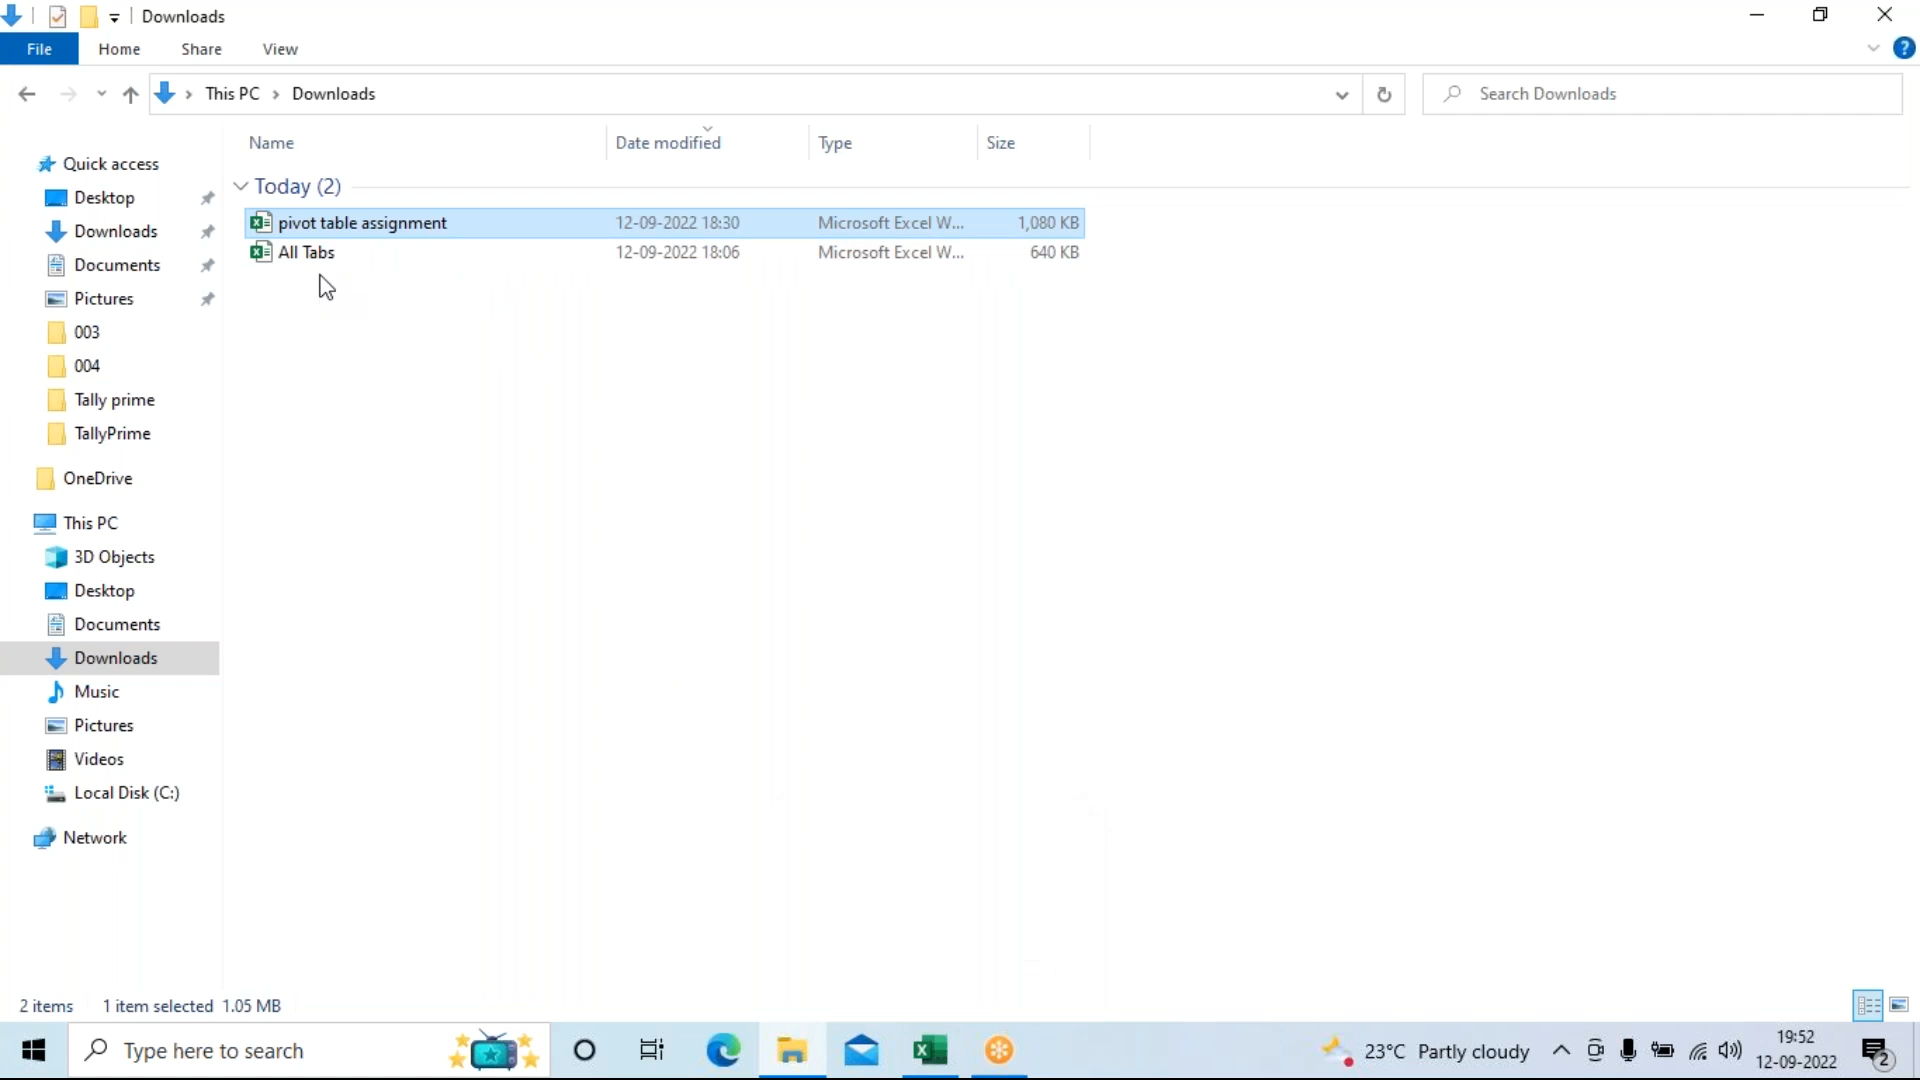 Downloads
File Home Share View
This PC Downloads
Search Downloads
Name Date modified Type Size
Today (2)
pivot table assignment 12-09-2022 18:30 Microsoft Excel W... 1,080 KB
All Tabs 12-09-2022 18:06 Microsoft Excel W... 640 KB
Quick access
Desktop
Downloads
Documents
Pictures
003
004
Tally prime
TallyPrime
OneDrive
This PC
3D Objects
Desktop
Documents
Downloads
Music
Pictures
Videos
Local Disk (C:)
Network
2 items 1 item selected 1.05 MB
Type here to search
23°C Partly cloudy
19:52
12-09-2022
2